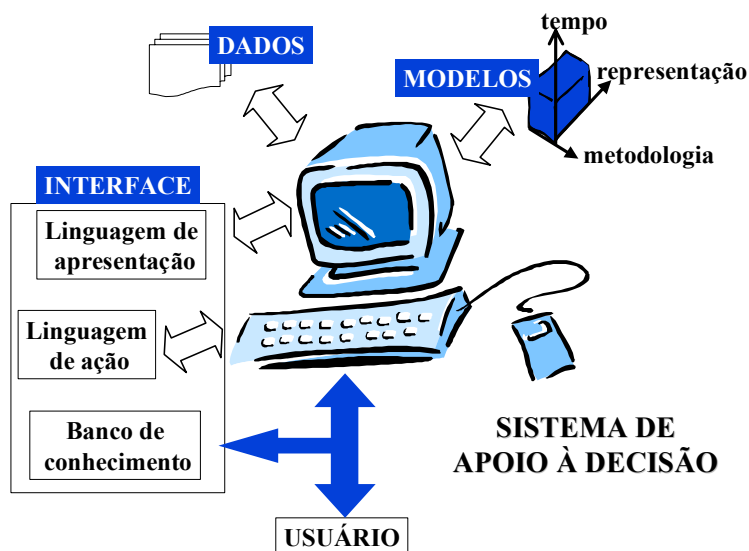 DADOS
MODELOS
tempo
representação
metodologia
INTERFACE
Linguagem de
apresentação
Linguagem
de ação
Banco de
conhecimento
SISTEMA DE
APOIO À DECISÃO
USUÁRIO